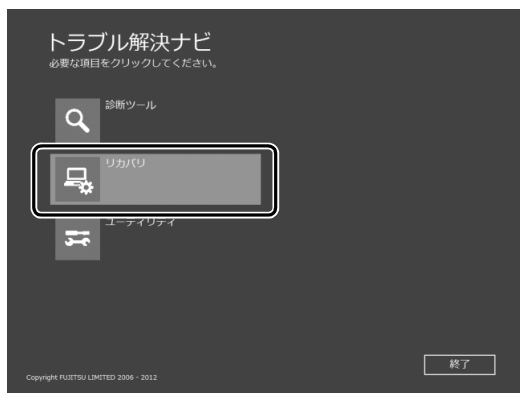 トラブル解決ナビ
必要な項目をクリックしてください。
診断ツール
リカバリ
ユーティリティ
終了
Copyright FUJITSU LIMITED 2006 - 2012